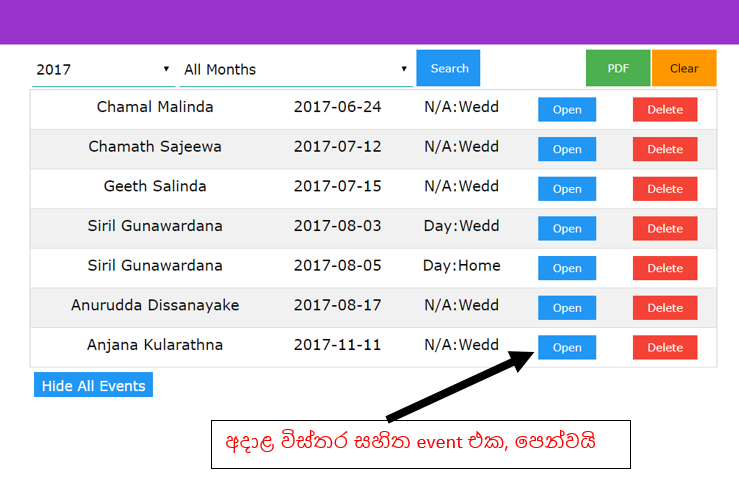 2017 All Months Search PDF Clear
Chamal Malinda 2017-06-24 N/A:Wedd Open Delete
Chamath Sajeewa 2017-07-12 N/A:Wedd Open Delete
Geeth Salinda 2017-07-15 N/A:Wedd Open Delete
Siril Gunawardana 2017-08-03 Day:Wedd Open Delete
Siril Gunawardana 2017-08-05 Day:Home Open Delete
Anurudda Dissanayake 2017-08-17 N/A:Wedd Open Delete
Anjana Kularathna 2017-11-11 N/A:Wedd Open Delete
Hide All Events
අදාළ විස්තර සහිත event එක, පෙන්වයි